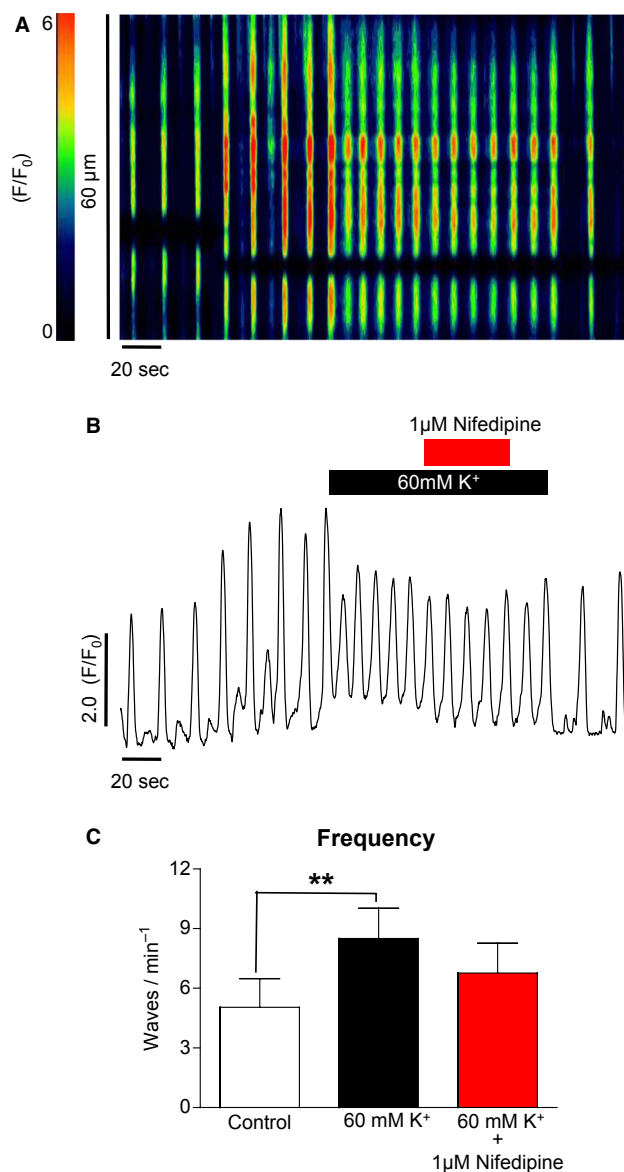 A
6
(F/F₀)
0
60 µm
20 sec
B
1µM Nifedipine
60mM K⁺
2.0 (F/F₀)
20 sec
C
Frequency
**
12
9
6
3
0
Waves / min⁻¹
Control
60 mM K⁺
60 mM K⁺
+
1µM Nifedipine